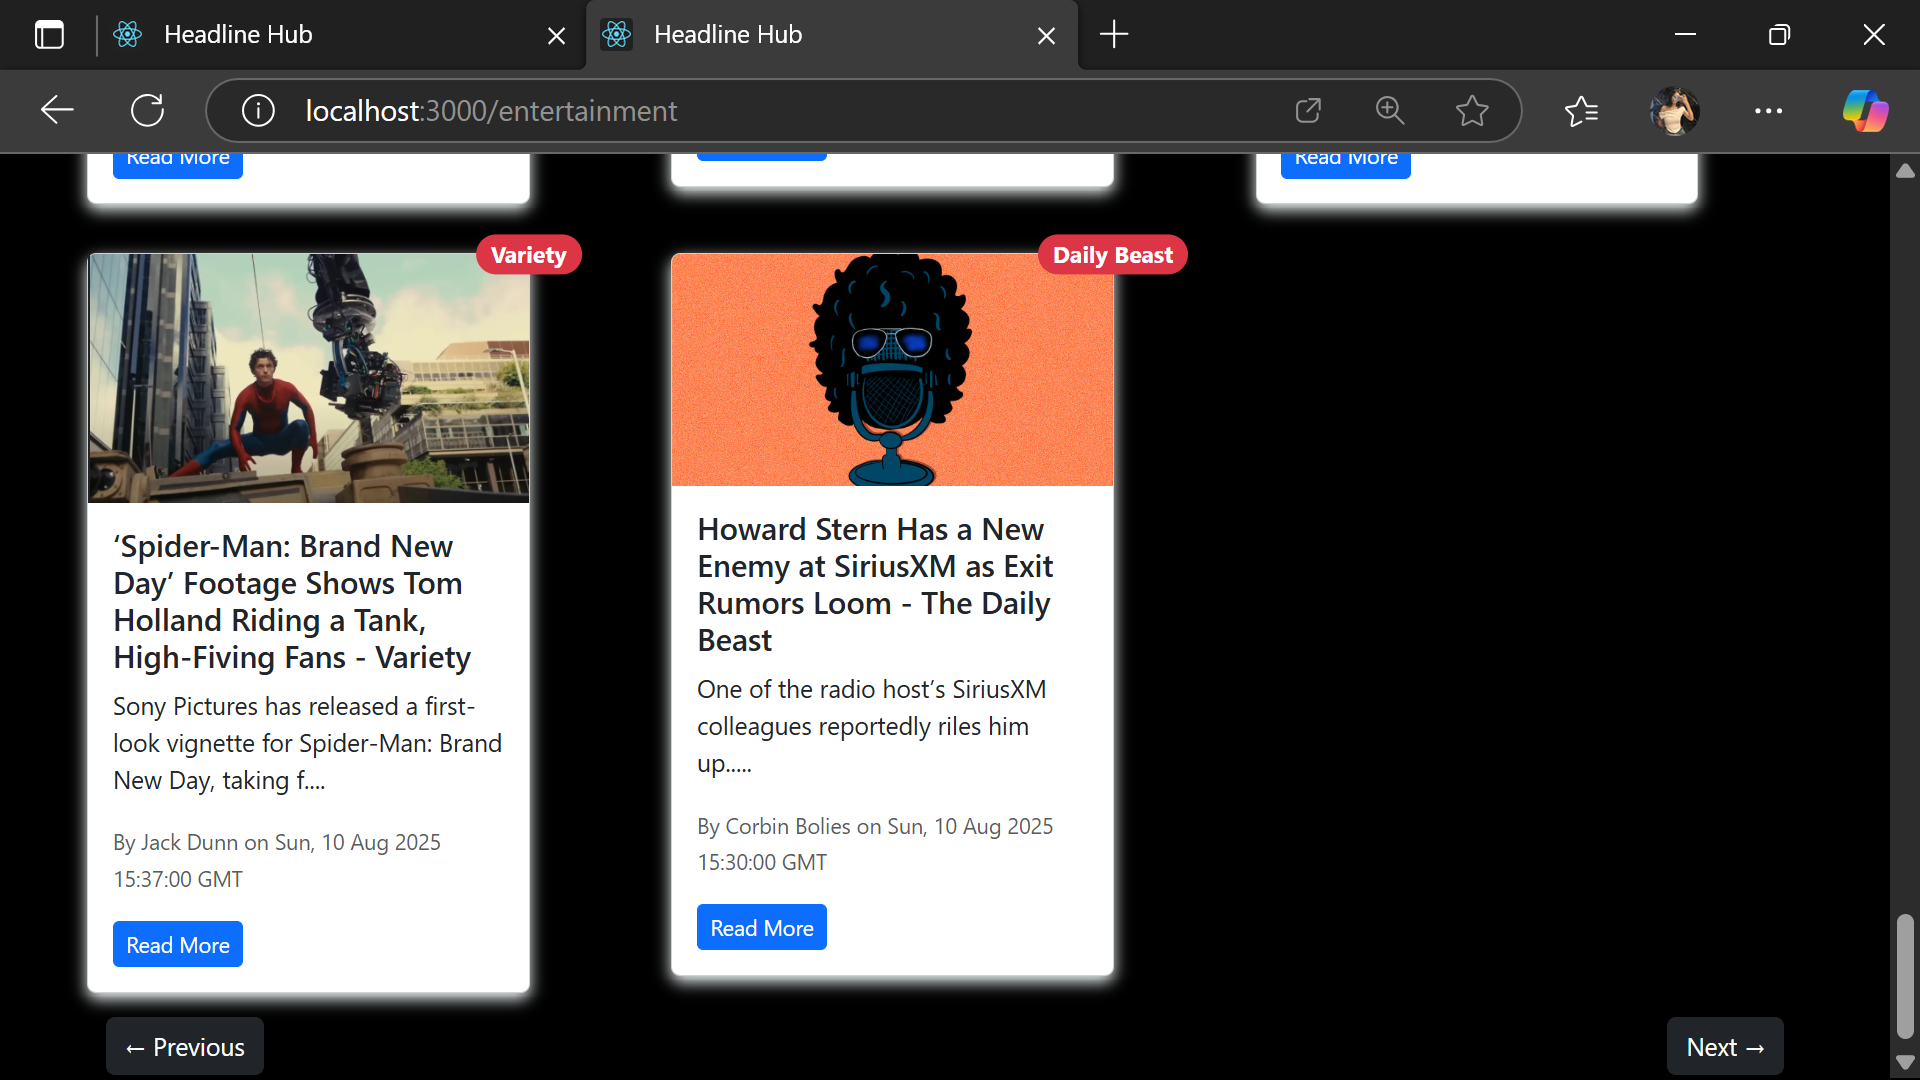 Headline Hub
Headline Hub
localhost:3000/entertainment
Read More
Read More
Variety
Daily Beast
‘Spider-Man: Brand New
Day’ Footage Shows Tom
Holland Riding a Tank,
High-Fiving Fans - Variety
Sony Pictures has released a first-
look vignette for Spider-Man: Brand
New Day, taking f....
By Jack Dunn on Sun, 10 Aug 2025
15:37:00 GMT
Read More
Howard Stern Has a New
Enemy at SiriusXM as Exit
Rumors Loom - The Daily
Beast
One of the radio host’s SiriusXM
colleagues reportedly riles him
up.....
By Corbin Bolies on Sun, 10 Aug 2025
15:30:00 GMT
Read More
← Previous
Next →